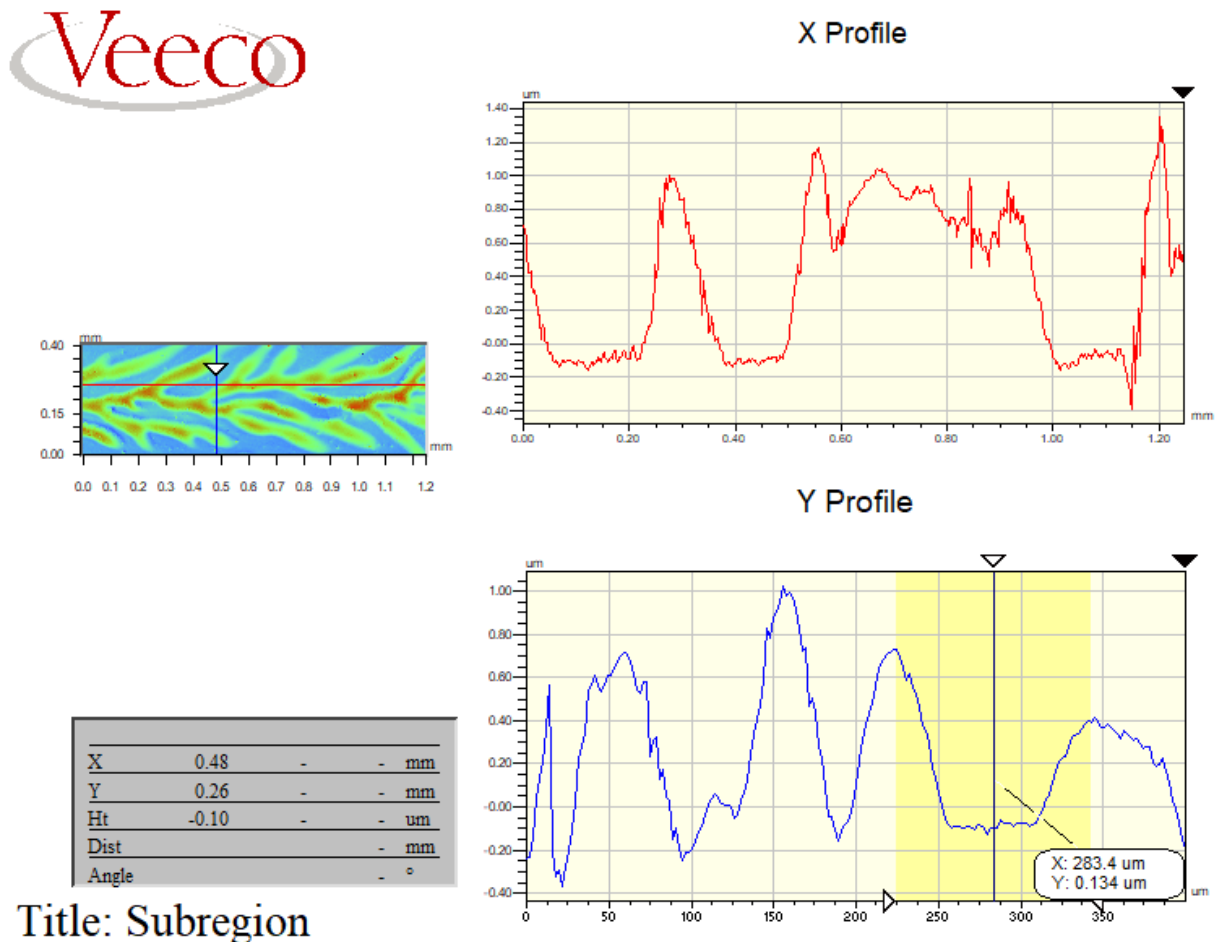 Veeco
X Profile
um
1.40
1.20
1.00
0.80
0.60
0.40
0.20
-0.00
-0.20
-0.40
mm
0.00 0.20 0.40 0.60 0.80 1.00 1.20
mm
0.40
0.15
0.00
mm
0.0 0.1 0.2 0.3 0.4 0.5 0.6 0.7 0.8 0.9 1.0 1.1 1.2
Y Profile
um
1.00
0.80
0.60
0.40
0.20
-0.00
-0.20
-0.40
um
0 50 100 150 200 250 300 350
X: 283.4 um
Y: 0.134 um
X 0.48 - - mm
Y 0.26 - - mm
Ht -0.10 - - um
Dist - mm
Angle - °
Title: Subregion